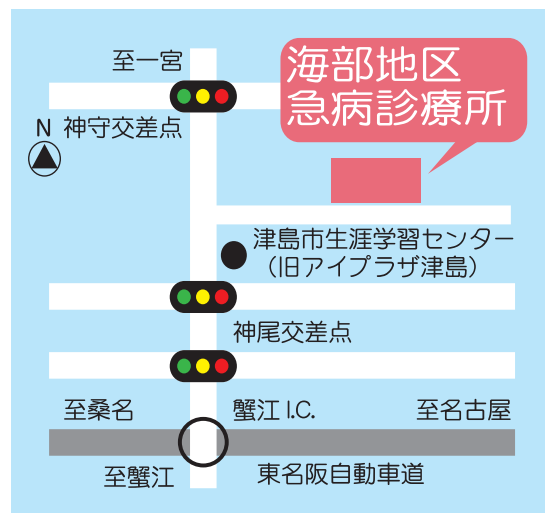 至一宮
海部地区
急病診療所
N
神守交差点
津島市生涯学習センター
（旧アイプラザ津島）
神尾交差点
至桑名
蟹江 I.C.
至名古屋
至蟹江
東名阪自動車道